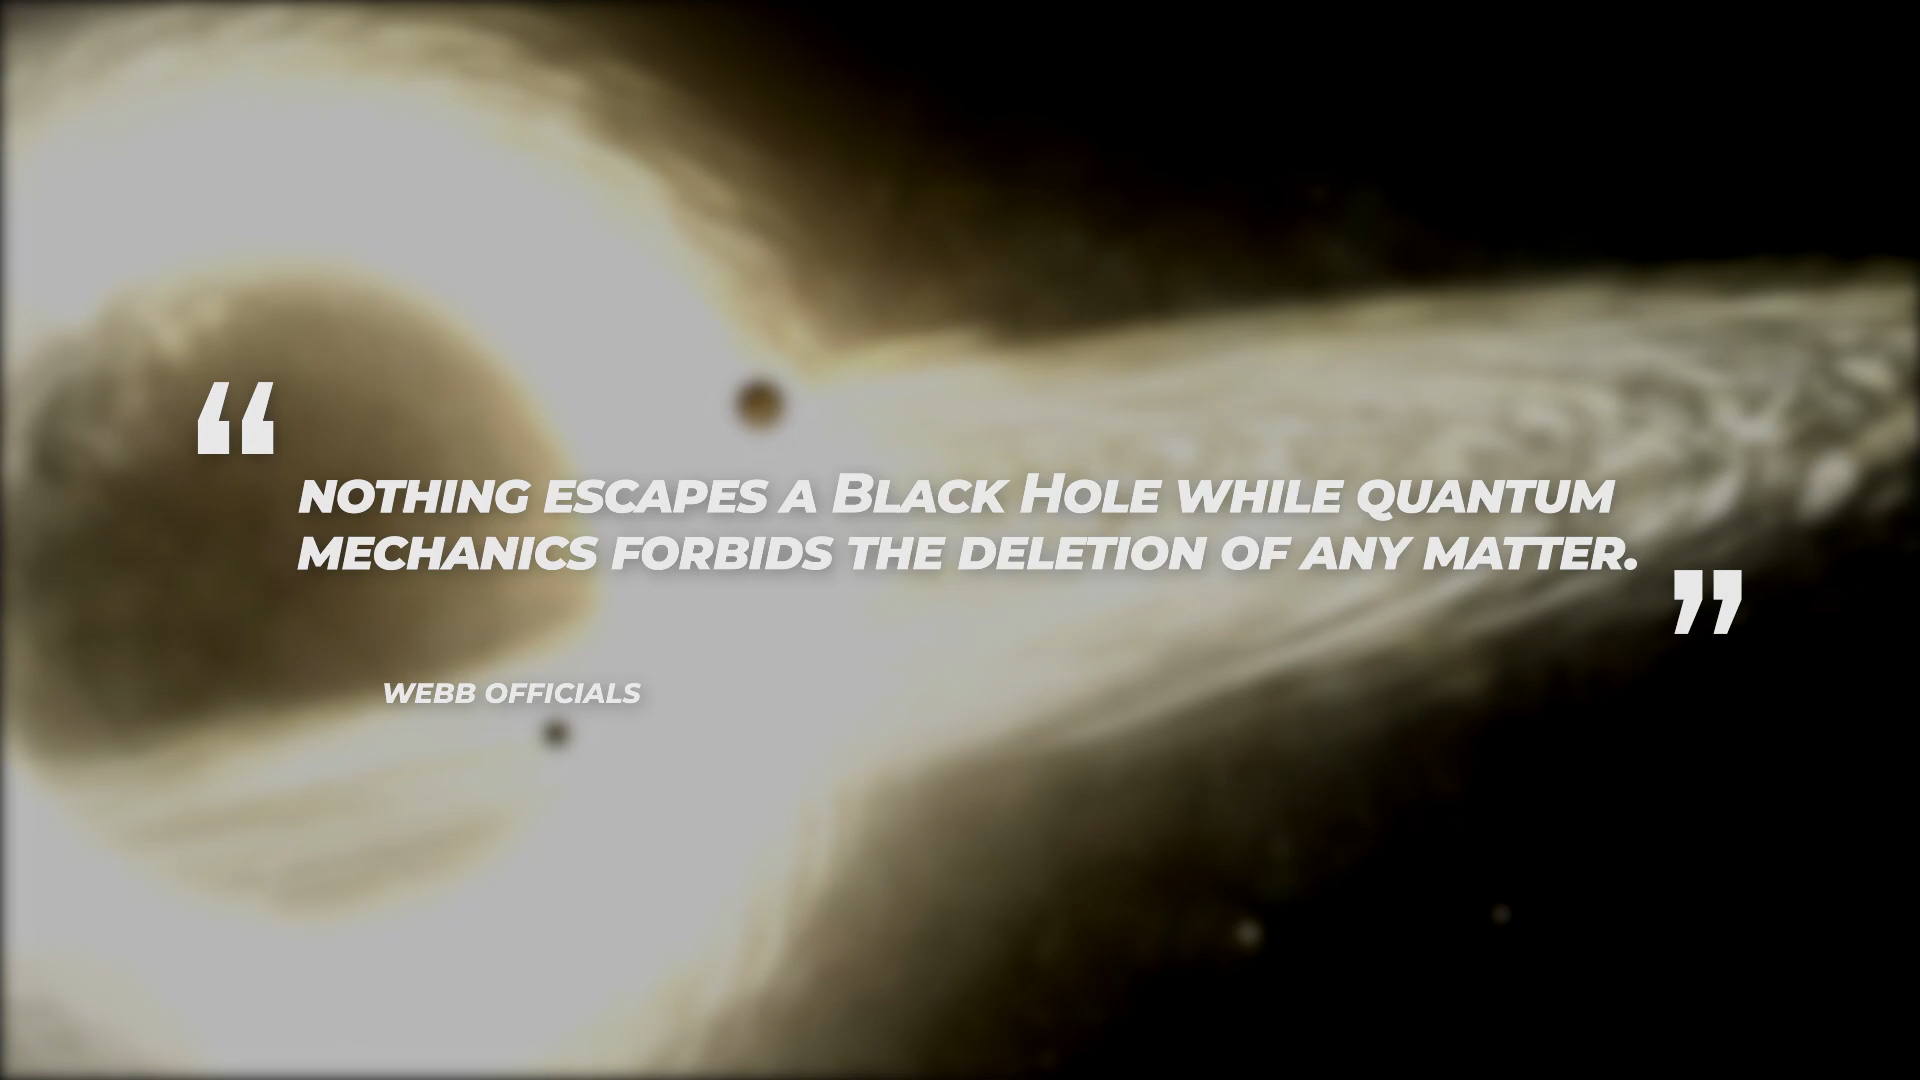 “
NOTHING ESCAPES A BLACK HOLE WHILE QUANTUM
MECHANICS FORBIDS THE DELETION OF ANY MATTER.
”
WEBB OFFICIALS